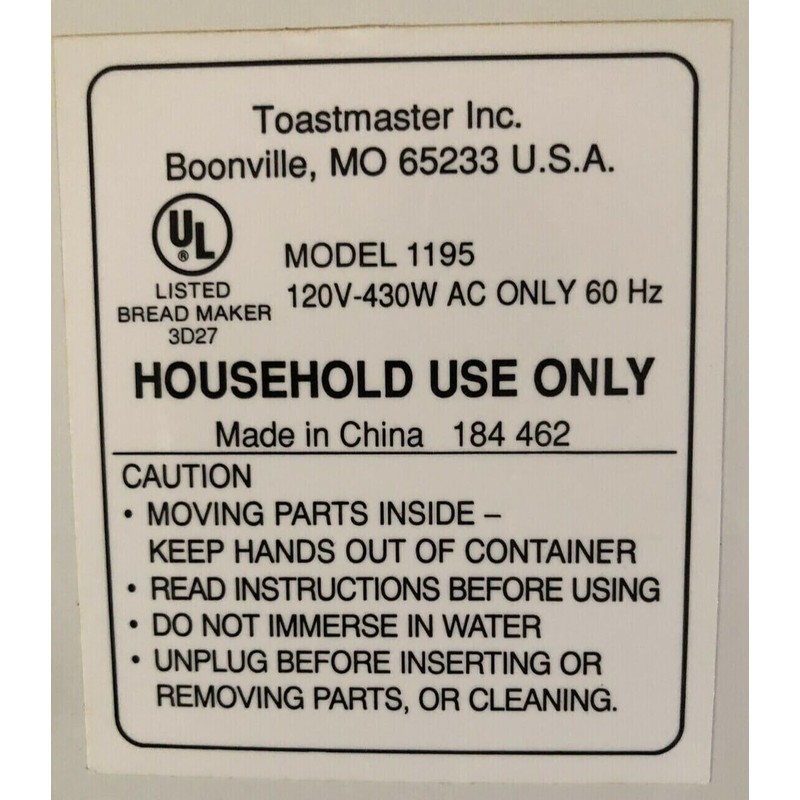 Toastmaster Inc.
Boonville, MO 65233 U.S.A.
UL
®
LISTED
BREAD MAKER
3D27
MODEL 1195
120V-430W AC ONLY 60 Hz
HOUSEHOLD USE ONLY
Made in China 184 462
CAUTION
• MOVING PARTS INSIDE –
KEEP HANDS OUT OF CONTAINER
• READ INSTRUCTIONS BEFORE USING
• DO NOT IMMERSE IN WATER
• UNPLUG BEFORE INSERTING OR
REMOVING PARTS, OR CLEANING.